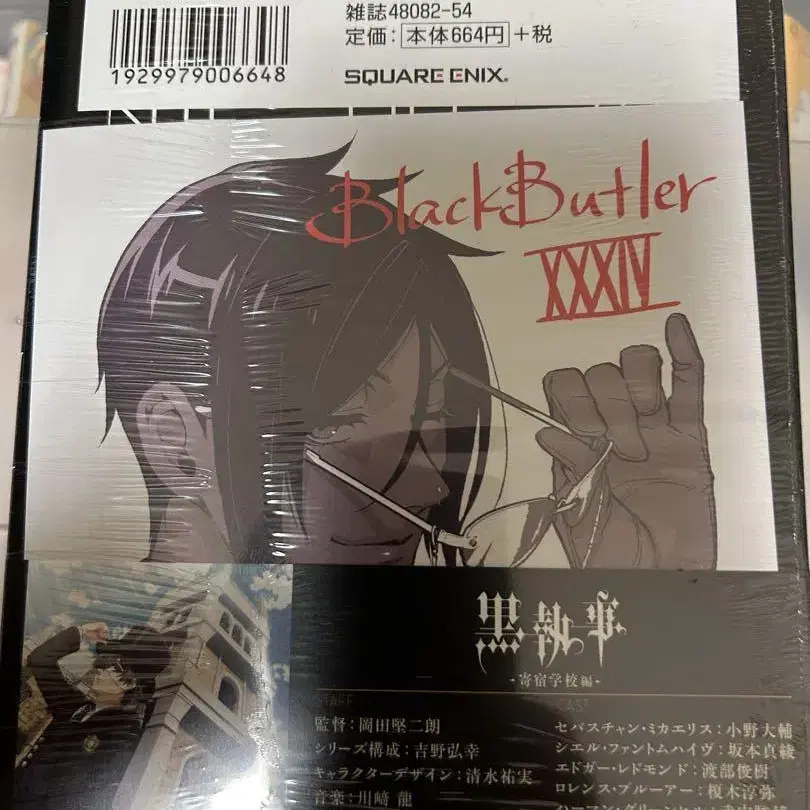 雑誌48082-54
定価:本体664円+税
1929979006648
SQUARE ENIX®
Black Butler
XXXIV
黒執事
-寄宿学校編-
STAFF
監督:岡田堅二朗
シリーズ構成:吉野弘幸
キャラクターデザイン:清水祐実
音楽:川﨑 龍
CAST
セバスチャン・ミカエリス:小野大輔
シエル・ファントムハイヴ:坂本真綾
エドガー・レドモンド:渡部俊樹
ロレンス・ブルーアー:榎木淳弥